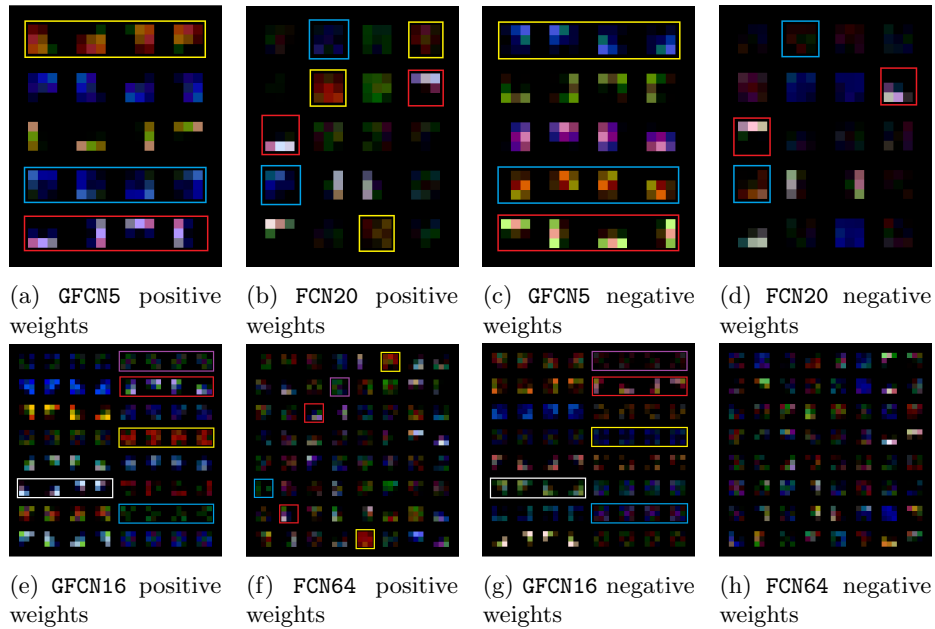 (a) GFCN5 positive weights
(b) FCN20 positive weights
(c) GFCN5 negative weights
(d) FCN20 negative weights
(e) GFCN16 positive weights
(f) FCN64 positive weights
(g) GFCN16 negative weights
(h) FCN64 negative weights